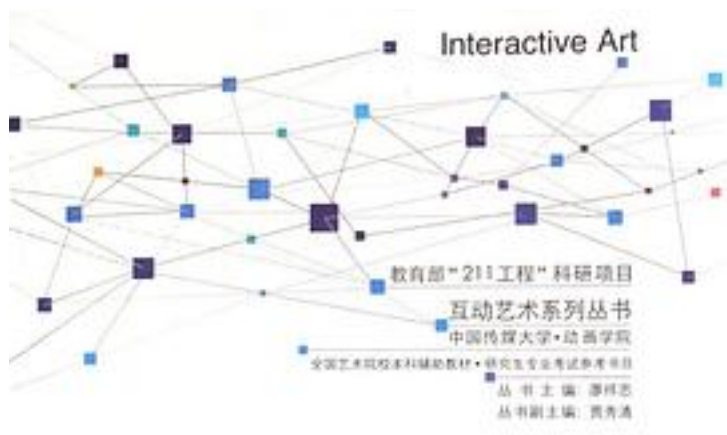 Interactive Art
教育部“211工程”科研项目
互动艺术系列丛书
中国传媒大学·动画学院
全国艺术院校本科辅助教材·研究生专业考试参考书目
丛书主编: 廖祥忠
丛书副主编: 贾秀清